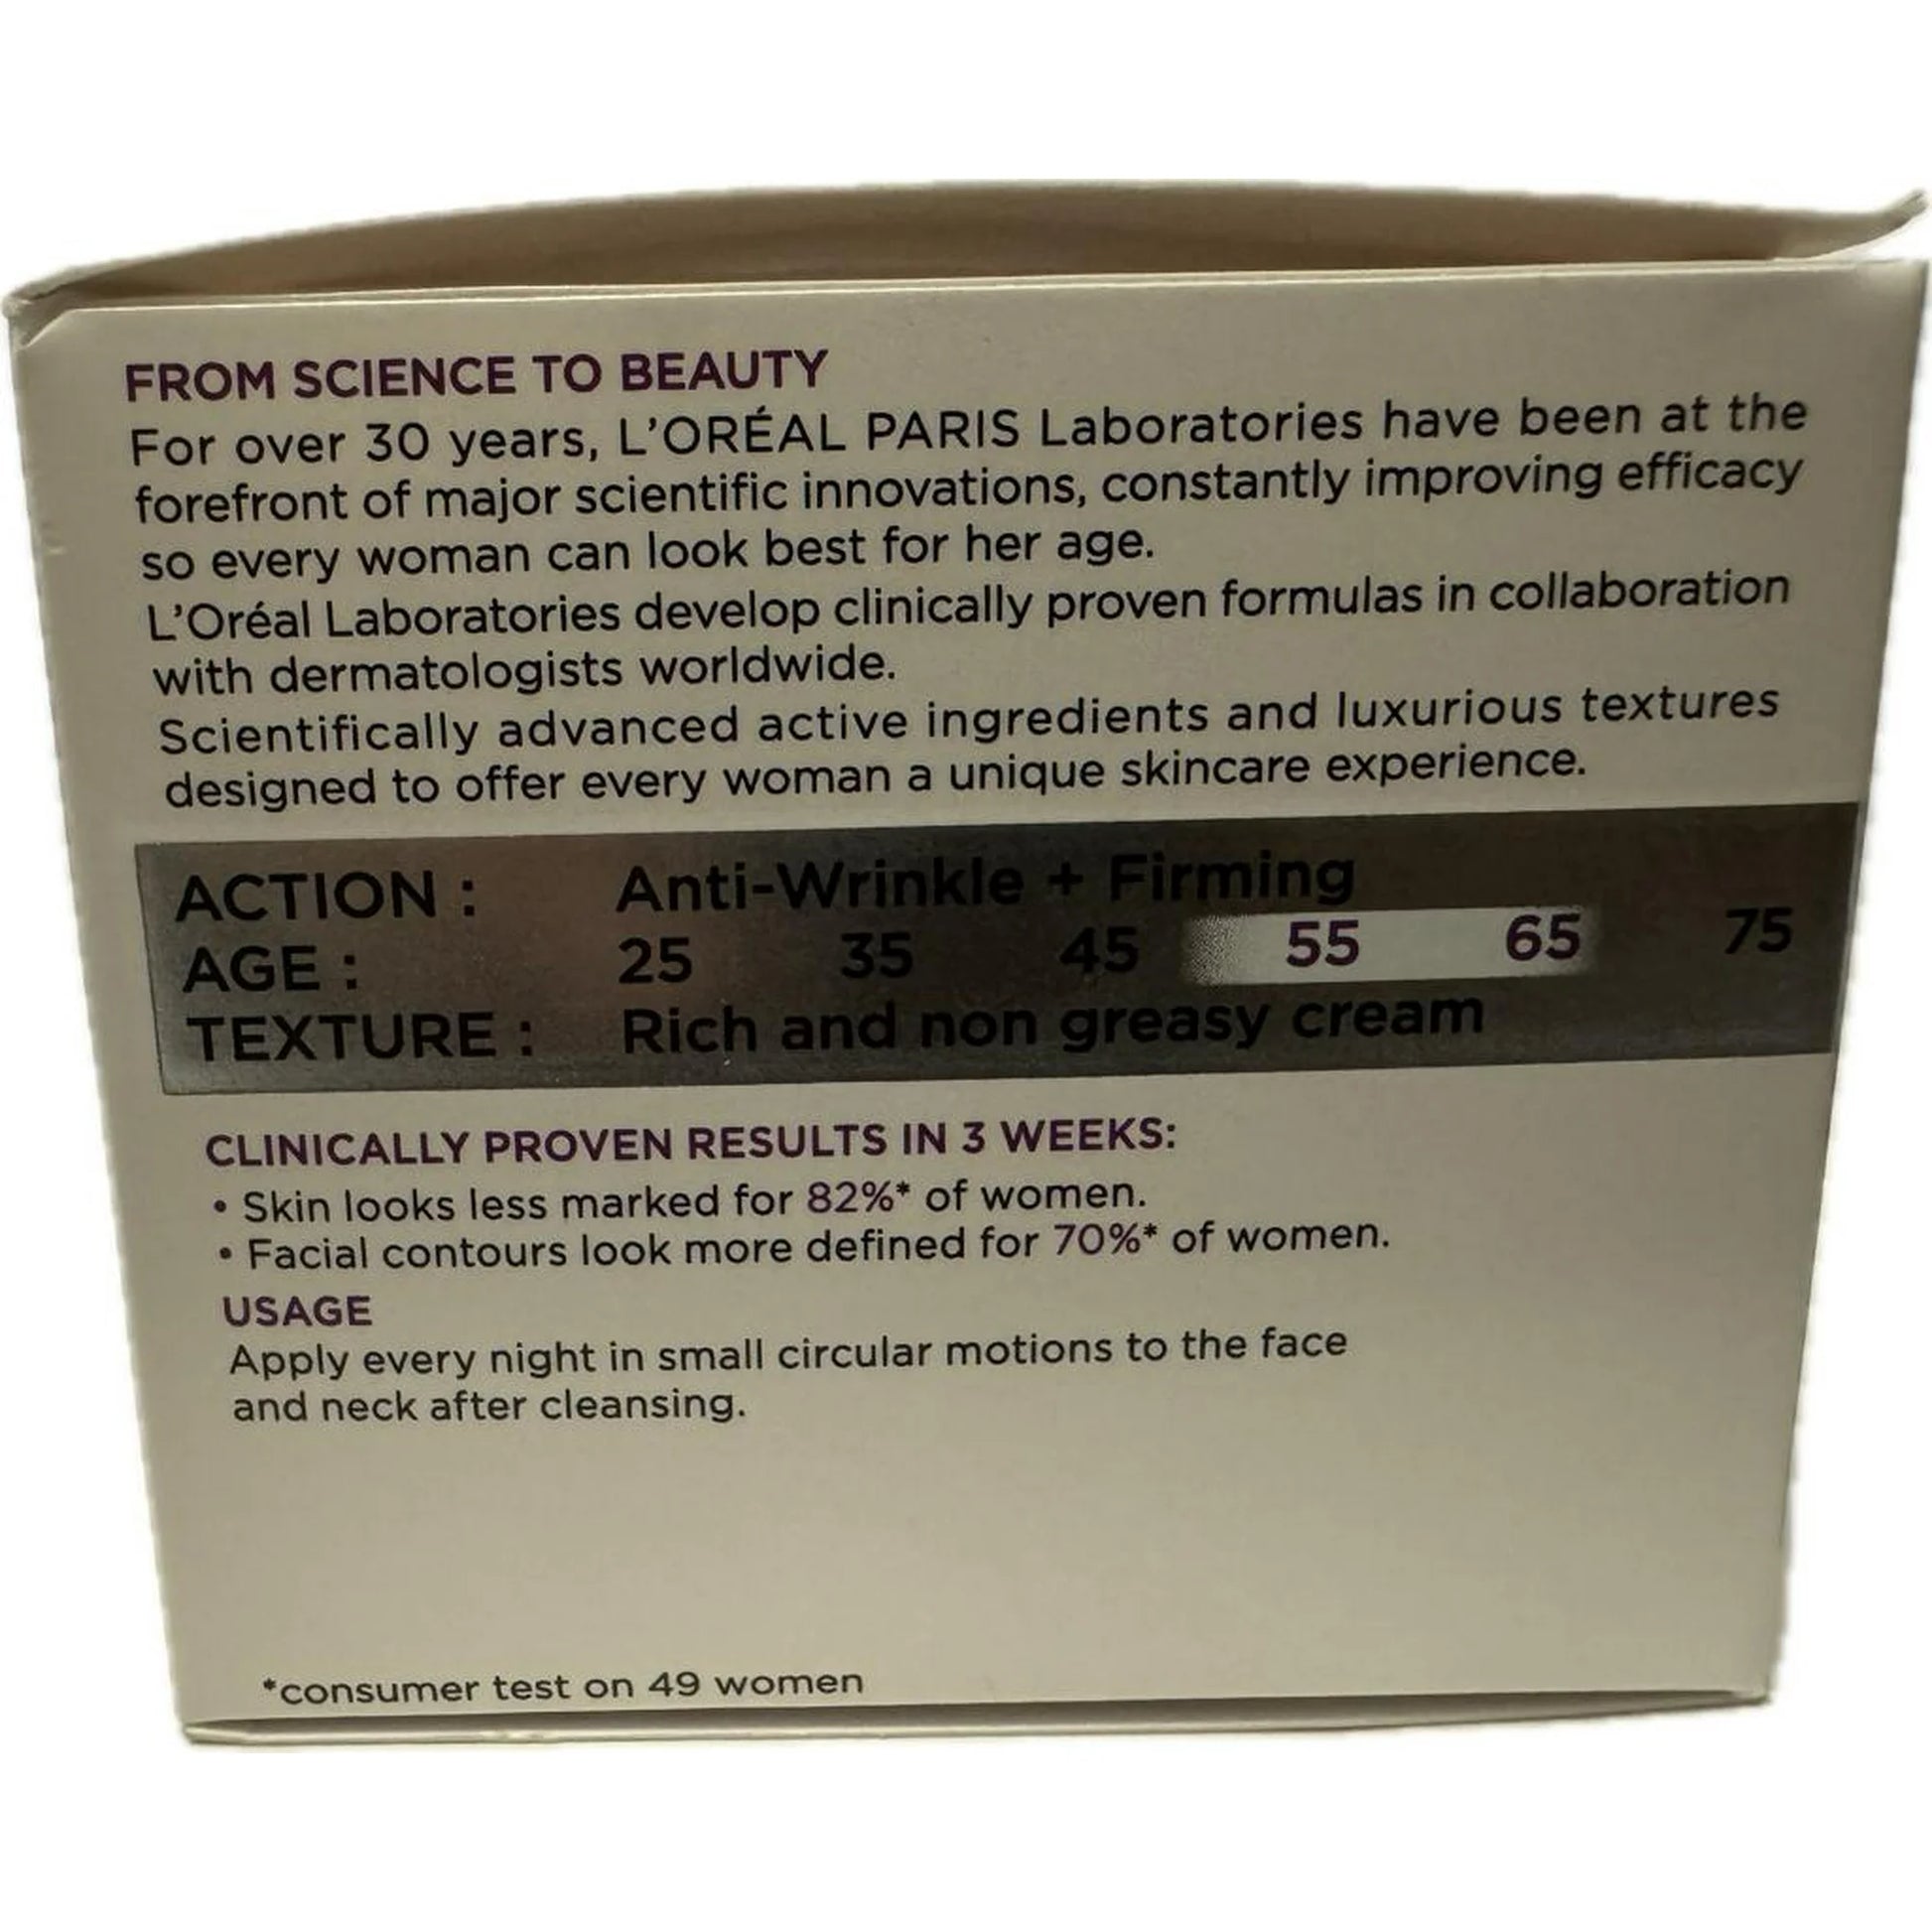 FROM SCIENCE TO BEAUTY
For over 30 years, L'ORÉAL PARIS Laboratories have been at the
forefront of major scientific innovations, constantly improving efficacy
so every woman can look best for her age.
L'Oréal Laboratories develop clinically proven formulas in collaboration
with dermatologists worldwide.
Scientifically advanced active ingredients and luxurious textures
designed to offer every woman a unique skincare experience.
ACTION : Anti-Wrinkle + Firming
AGE : 25 35 45 55 65 75
TEXTURE : Rich and non greasy cream
CLINICALLY PROVEN RESULTS IN 3 WEEKS:
• Skin looks less marked for 82%* of women.
• Facial contours look more defined for 70%* of women.
USAGE
Apply every night in small circular motions to the face
and neck after cleansing.
*consumer test on 49 women